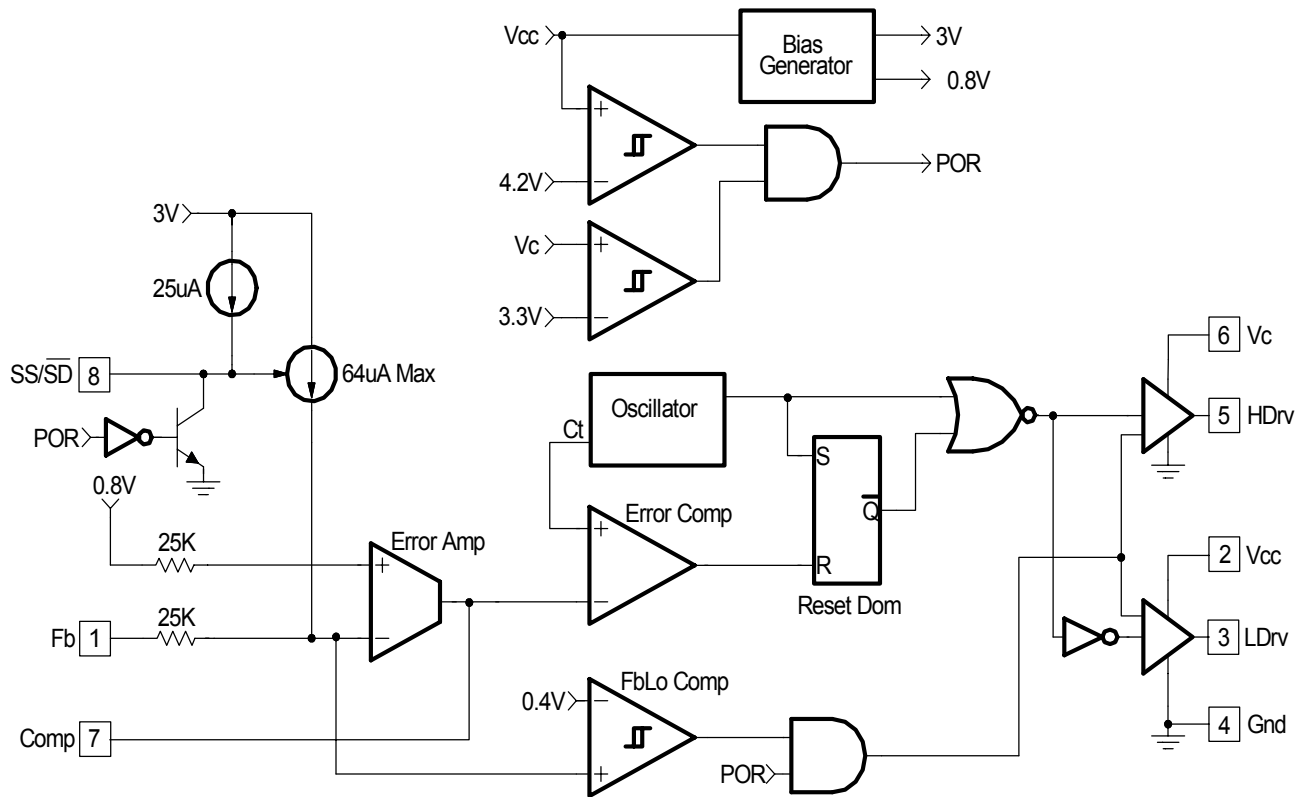 Vcc
Bias
Generator
3V
0.8V
+
−
4.2V
POR
Vc
+
−
3.3V
3V
25uA
64uA Max
SS/S̅D̅ 8
POR
0.8V
25K
Error Amp
+
−
25K
Fb 1
Comp 7
Oscillator
Ct
Error Comp
+
−
S
Q̅
R
Reset Dom
FbLo Comp
0.4V
−
+
POR
6 Vc
5 HDrv
2 Vcc
3 LDrv
4 Gnd